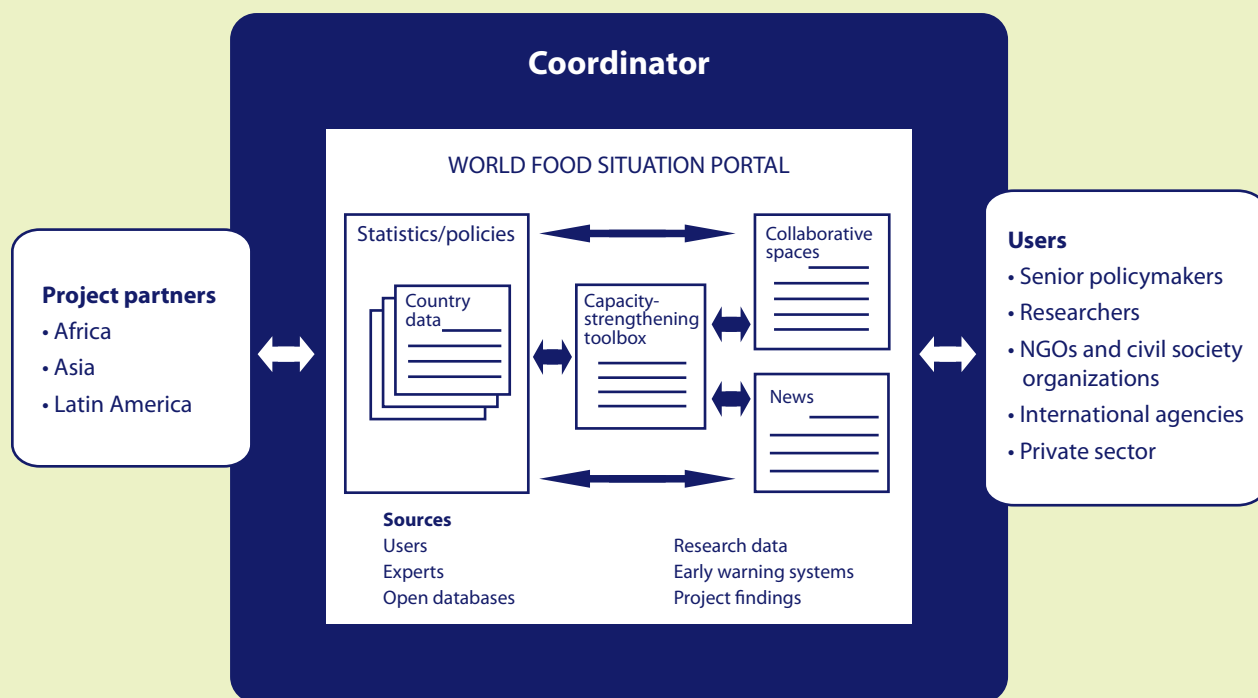 Coordinator
WORLD FOOD SITUATION PORTAL
Project partners
• Africa
• Asia
• Latin America
Statistics/policies
Country
data
Capacity-
strengthening
toolbox
Collaborative
spaces
News
Sources
Users
Experts
Open databases
Research data
Early warning systems
Project findings
Users
• Senior policymakers
• Researchers
• NGOs and civil society
organizations
• International agencies
• Private sector